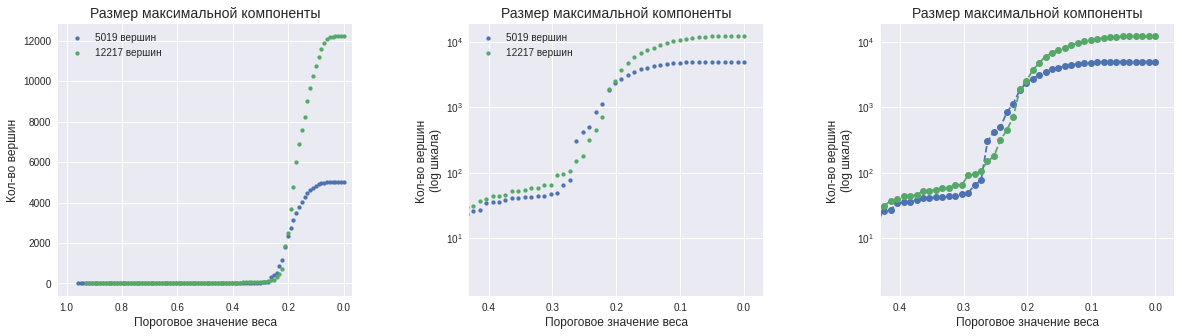 Размер максимальной компоненты
5019 вершин
12217 вершин
Кол-во вершин
12000
10000
8000
6000
4000
2000
0
1.0 0.8 0.6 0.4 0.2 0.0
Пороговое значение веса
Размер максимальной компоненты
5019 вершин
12217 вершин
Кол-во вершин
(log шкала)
10⁴
10³
10²
10¹
0.4 0.3 0.2 0.1 0.0
Пороговое значение веса
Размер максимальной компоненты
Кол-во вершин
(log шкала)
10⁴
10³
10²
10¹
0.4 0.3 0.2 0.1 0.0
Пороговое значение веса